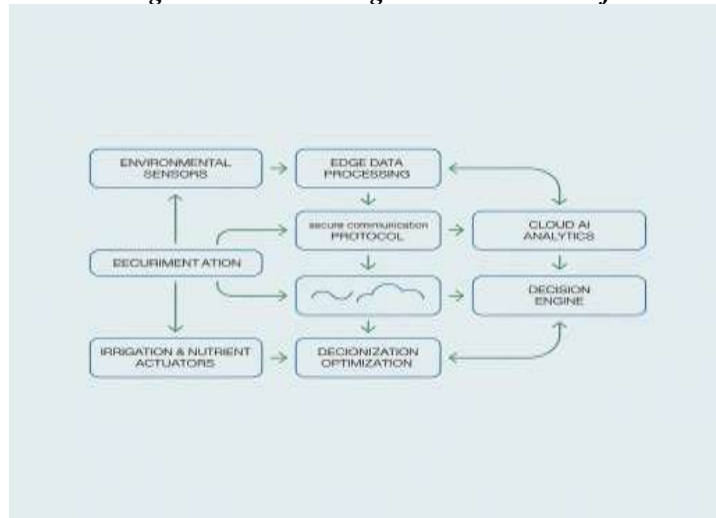 ENVIRONMENTAL
SENSORS
EDGE DATA
PROCESSING
secure communication
PROTOCOL
CLOUD AI
ANALYTICS
EECURIMENTATION
DECISION
ENGINE
IRRIGATION & NUTRIENT
ACTUATORS
DECIONIZATION
OPTIMIZATION